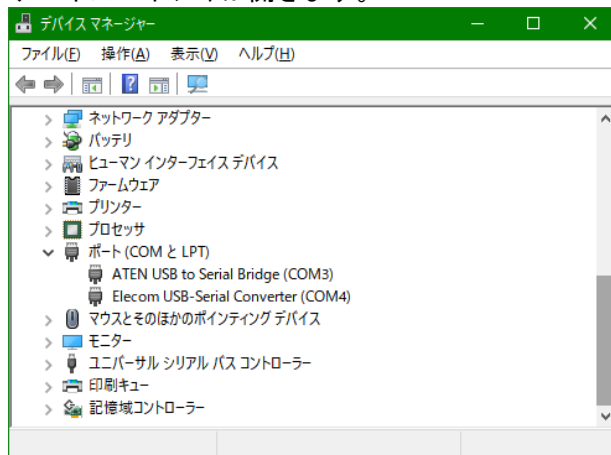 デバイス マネージャー
ファイル(F) 操作(A) 表示(V) ヘルプ(H)
ネットワーク アダプター
バッテリ
ヒューマン インターフェイス デバイス
ファームウェア
プリンター
プロセッサ
ポート (COM と LPT)
ATEN USB to Serial Bridge (COM3)
Elecom USB-Serial Converter (COM4)
マウスとそのほかのポインティング デバイス
モニター
ユニバーサル シリアル バス コントローラー
印刷キュー
記憶域コントローラー